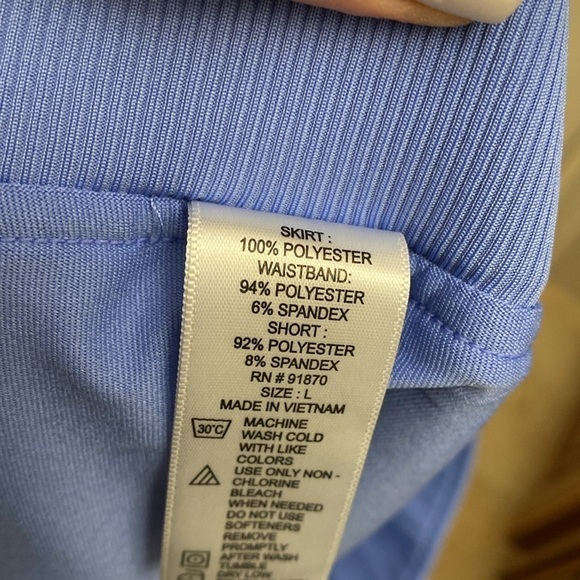 SKIRT :
100% POLYESTER
WAISTBAND:
94% POLYESTER
6% SPANDEX
SHORT :
92% POLYESTER
8% SPANDEX
RN # 91870
SIZE : L
MADE IN VIETNAM
30°C MACHINE
WASH COLD
WITH LIKE
COLORS
USE ONLY NON -
CHLORINE
BLEACH
WHEN NEEDED
DO NOT USE
SOFTENERS
REMOVE
PROMPTLY
AFTER WASH
TUMBLE
DRY LOW